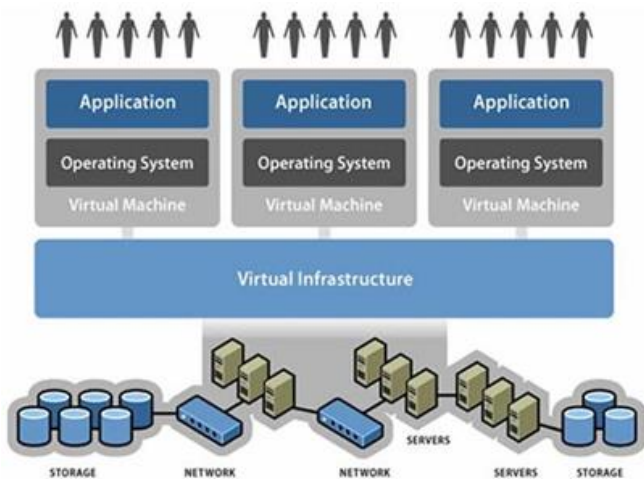 Application
Application
Application
Operating System
Operating System
Operating System
Virtual Machine
Virtual Machine
Virtual Machine
Virtual Infrastructure
SERVERS
STORAGE
NETWORK
NETWORK
SERVERS
STORAGE